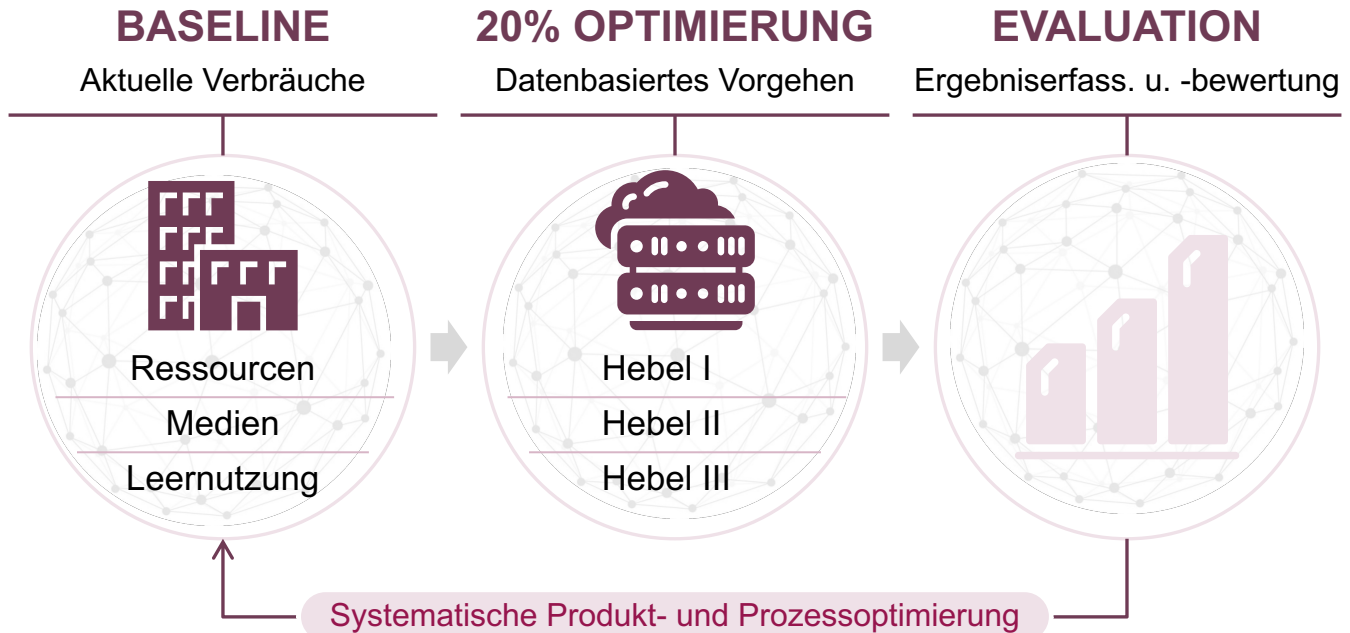 BASELINE
Aktuelle Verbräuche
Ressourcen
Medien
Leernutzung
20% OPTIMIERUNG
Datenbasiertes Vorgehen
Hebel I
Hebel II
Hebel III
EVALUATION
Ergebniserfass. u. -bewertung
Systematische Produkt- und Prozessoptimierung